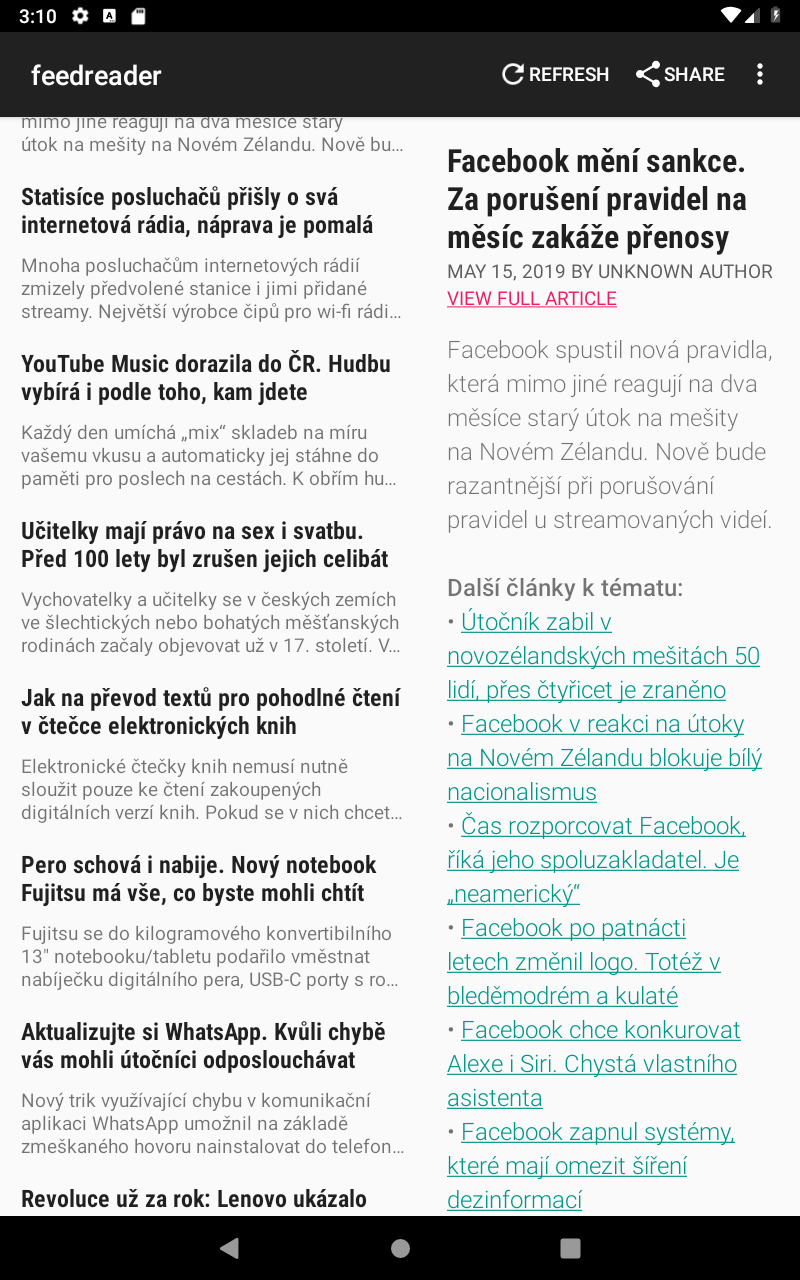 3:10
feedreader
REFRESH
SHARE
mimo jiné reagují na dva měsíce starý
útok na mešity na Novém Zélandu. Nově bu…
Statisíce posluchačů přišly o svá
internetová rádia, náprava je pomalá
Mnoha posluchačům internetových rádií
zmizely předvolené stanice i jimi přidané
streamy. Největší výrobce čipů pro wi-fi rádi…
YouTube Music dorazila do ČR. Hudbu
vybírá i podle toho, kam jdete
Každý den umíchá „mix“ skladeb na míru
vašemu vkusu a automaticky jej stáhne do
paměti pro poslech na cestách. K obřím hu…
Učitelky mají právo na sex i svatbu.
Před 100 lety byl zrušen jejich celibát
Vychovatelky a učitelky se v českých zemích
ve šlechtických nebo bohatých měšťanských
rodinách začaly objevovat už v 17. století. V…
Jak na převod textů pro pohodlné čtení
v čtečce elektronických knih
Elektronické čtečky knih nemusí nutně
sloužit pouze ke čtení zakoupených
digitálních verzí knih. Pokud se v nich chcet…
Pero schová i nabije. Nový notebook
Fujitsu má vše, co byste mohli chtít
Fujitsu se do kilogramového konvertibilního
13" notebooku/tabletu podařilo vměstnat
nabíječku digitálního pera, USB-C porty s ro…
Aktualizujte si WhatsApp. Kvůli chybě
vás mohli útočníci odposlouchávat
Nový trik využívající chybu v komunikační
aplikaci WhatsApp umožnil na základě
zmeškaného hovoru nainstalovat do telefon…
Revoluce už za rok: Lenovo ukázalo
Facebook mění sankce.
Za porušení pravidel na
měsíc zakáže přenosy
MAY 15, 2019 BY UNKNOWN AUTHOR
VIEW FULL ARTICLE
Facebook spustil nová pravidla,
která mimo jiné reagují na dva
měsíce starý útok na mešity
na Novém Zélandu. Nově bude
razantnější při porušování
pravidel u streamovaných videí.
Další články k tématu:
• Útočník zabil v
novozélandských mešitách 50
lidí, přes čtyřicet je zraněno
• Facebook v reakci na útoky
na Novém Zélandu blokuje bílý
nacionalismus
• Čas rozporcovat Facebook,
říká jeho spoluzakladatel. Je
„neamerický“
• Facebook po patnácti
letech změnil logo. Totéž v
bleděmodrém a kulaté
• Facebook chce konkurovat
Alexe i Siri. Chystá vlastního
asistenta
• Facebook zapnul systémy,
které mají omezit šíření
dezinformací